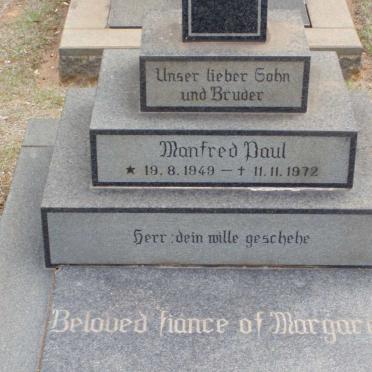 Unser lieber Sohn
und Bruder
Manfred Paul
★ 19.8.1949 – † 11.11.1972
Herr: dein wille geschehe
Beloved fiance of